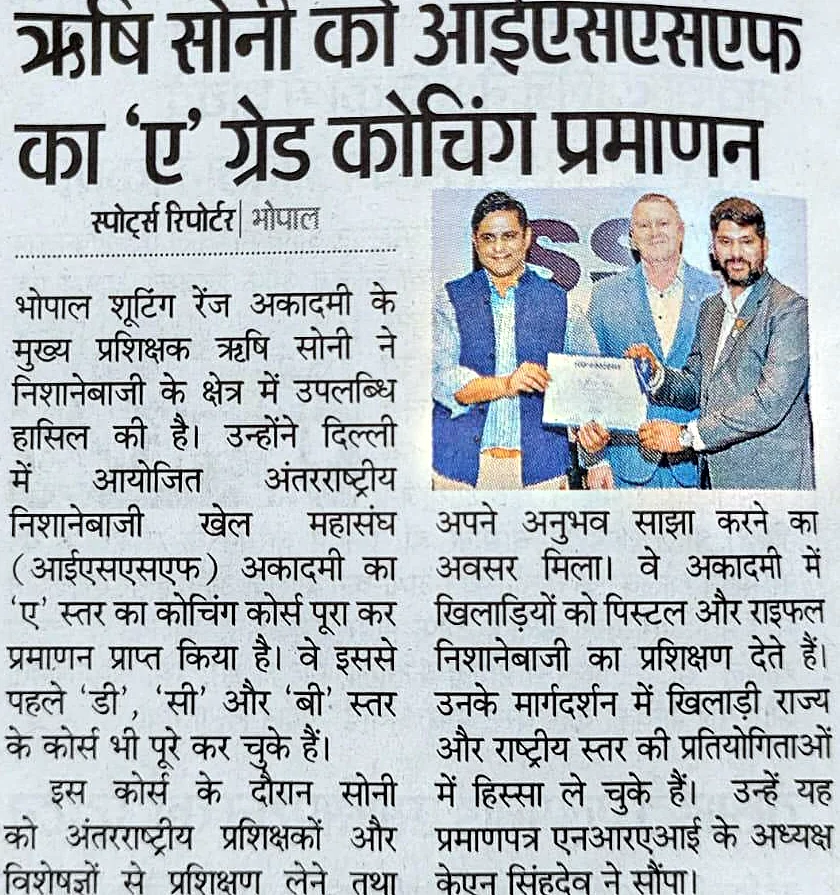 ऋषि सोनी को आईएसएसएफ
का ‘ए’ ग्रेड कोचिंग प्रमाणन
स्पोर्ट्स रिपोर्टर| भोपाल
भोपाल शूटिंग रेंज अकादमी के
मुख्य प्रशिक्षक ऋषि सोनी ने
निशानेबाजी के क्षेत्र में उपलब्धि
हासिल की है। उन्होंने दिल्ली
में आयोजित अंतरराष्ट्रीय
निशानेबाजी खेल महासंघ
(आईएसएसएफ) अकादमी का
‘ए’ स्तर का कोचिंग कोर्स पूरा कर
प्रमाणन प्राप्त किया है। वे इससे
पहले ‘डी’, ‘सी’ और ‘बी’ स्तर
के कोर्स भी पूरे कर चुके हैं।
इस कोर्स के दौरान सोनी
को अंतरराष्ट्रीय प्रशिक्षकों और
विशेषज्ञों से प्रशिक्षण लेने तथा
SS
अपने अनुभव साझा करने का
अवसर मिला। वे अकादमी में
खिलाड़ियों को पिस्टल और राइफल
निशानेबाजी का प्रशिक्षण देते हैं।
उनके मार्गदर्शन में खिलाड़ी राज्य
और राष्ट्रीय स्तर की प्रतियोगिताओं
में हिस्सा ले चुके हैं। उन्हें यह
प्रमाणपत्र एनआरएआई के अध्यक्ष
केएन सिंहदेव ने सौंपा।